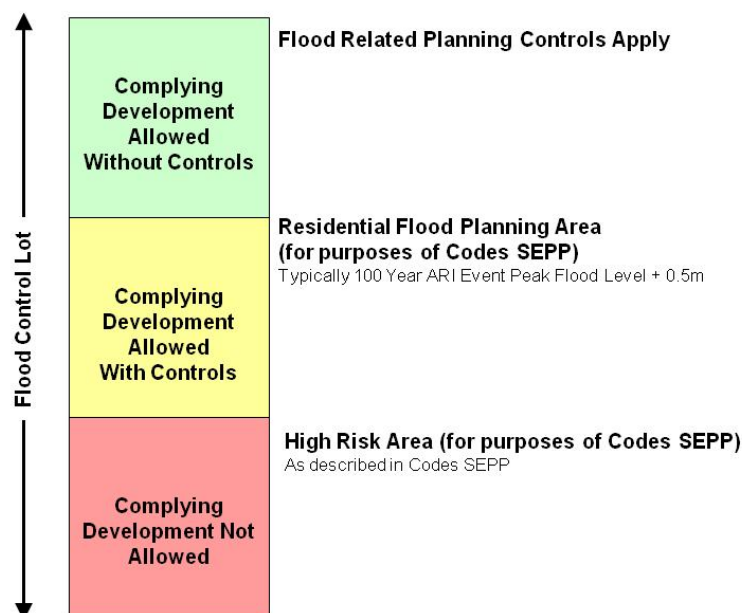 Flood Control Lot
Complying
Development
Allowed
Without Controls
Flood Related Planning Controls Apply
Complying
Development
Allowed
With Controls
Residential Flood Planning Area
(for purposes of Codes SEPP)
Typically 100 Year ARI Event Peak Flood Level + 0.5m
Complying
Development Not
Allowed
High Risk Area (for purposes of Codes SEPP)
As described in Codes SEPP